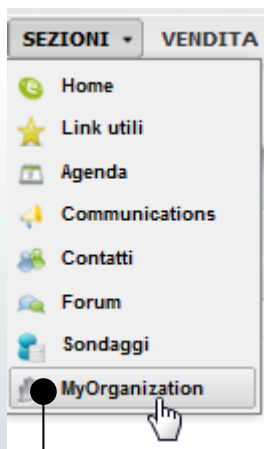 SEZIONI VENDITA
Home
Link utili
Agenda
Communications
Contatti
Forum
Sondaggi
MyOrganization